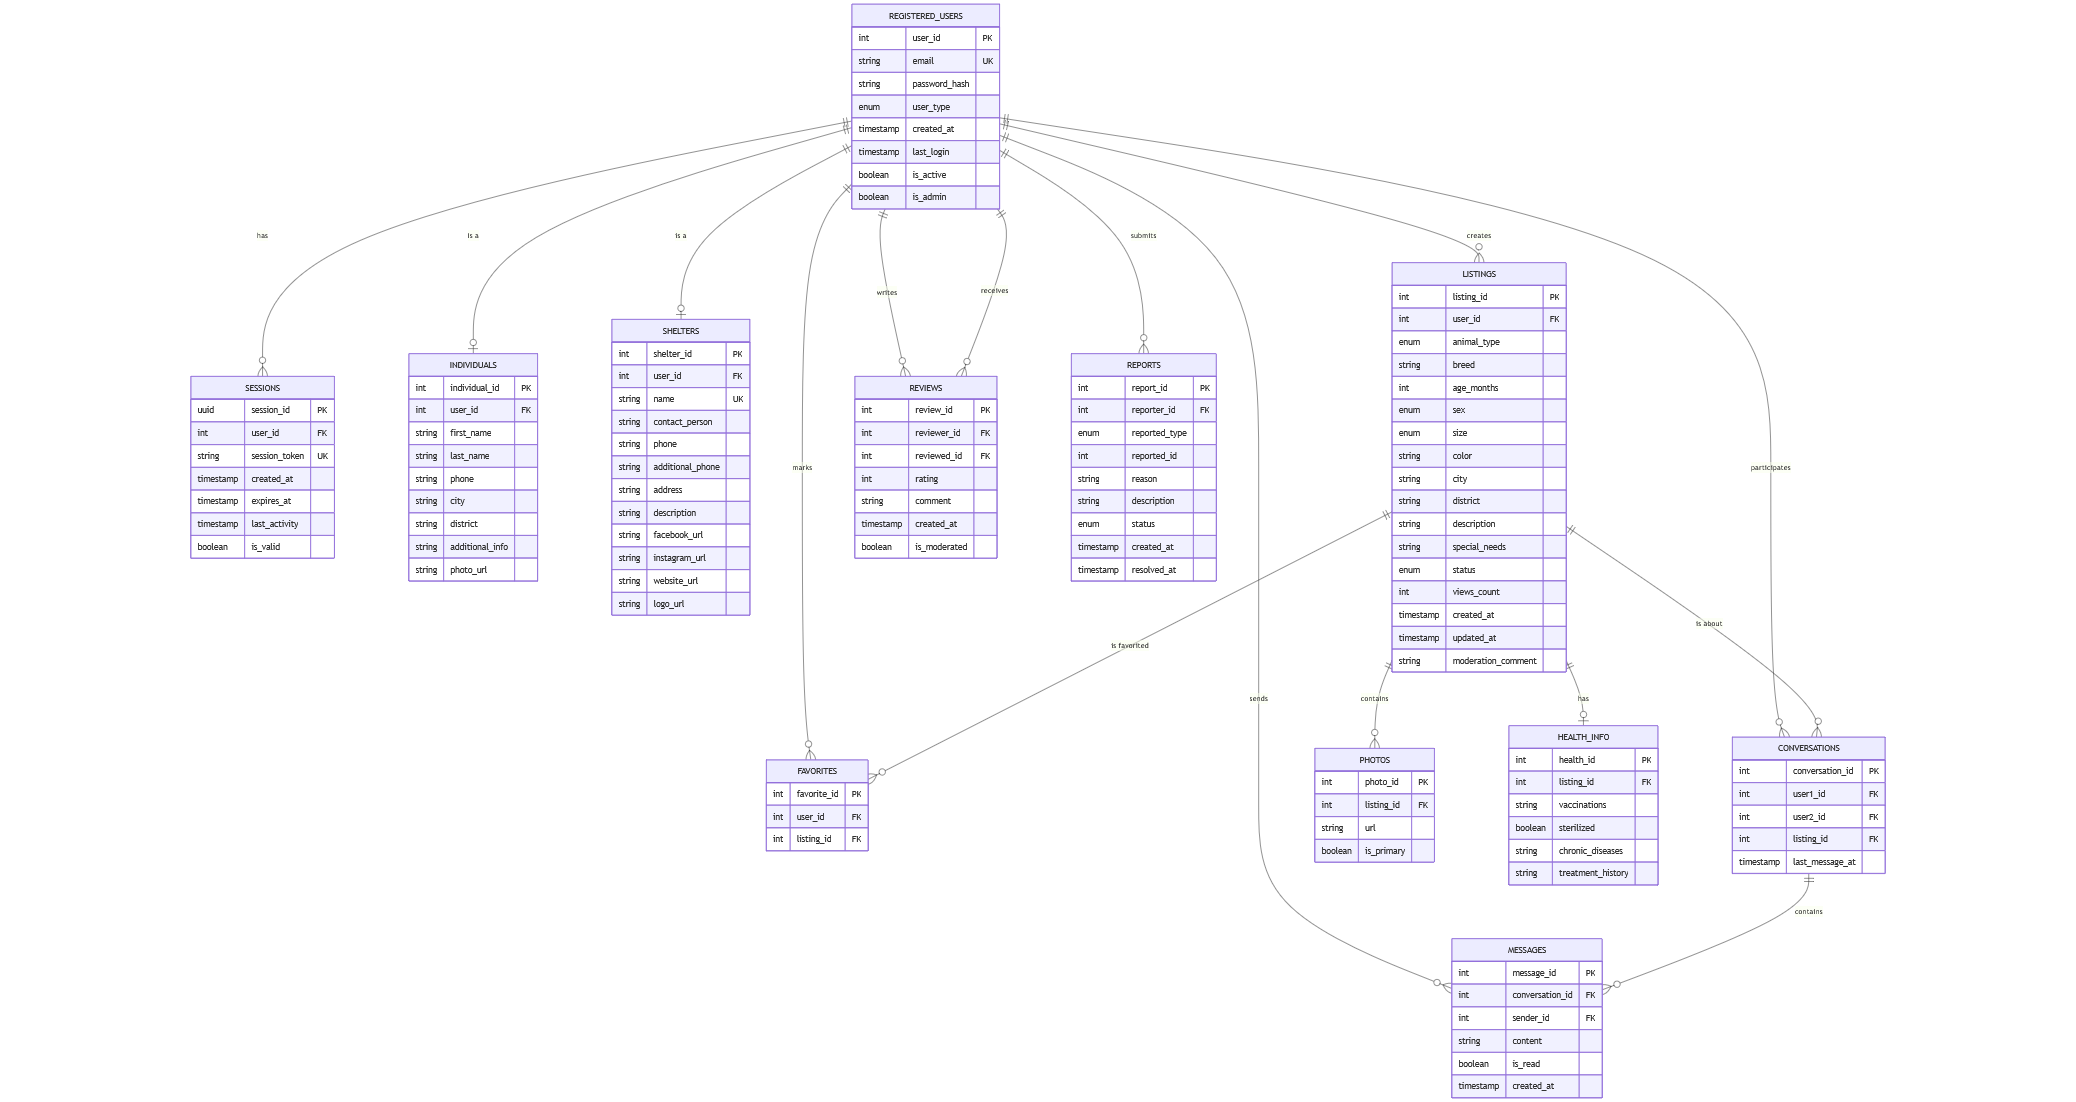 REGISTERED_USERS
int user_id PK
string email UK
string password_hash
enum user_type
timestamp created_at
timestamp last_login
boolean is_active
boolean is_admin
has
is a
is a
submits
creates
writes
receives
marks
participates
is favorited
is about
sends
contains
has
contains
LISTINGS
int listing_id PK
int user_id FK
enum animal_type
string breed
int age_months
enum sex
enum size
string color
string city
string district
string description
string special_needs
enum status
int views_count
timestamp created_at
timestamp updated_at
string moderation_comment
SHELTERS
int shelter_id PK
int user_id FK
string name UK
string contact_person
string phone
string additional_phone
string address
string description
string facebook_url
string instagram_url
string website_url
string logo_url
INDIVIDUALS
int individual_id PK
int user_id FK
string first_name
string last_name
string phone
string city
string district
string additional_info
string photo_url
SESSIONS
uuid session_id PK
int user_id FK
string session_token UK
timestamp created_at
timestamp expires_at
timestamp last_activity
boolean is_valid
REVIEWS
int review_id PK
int reviewer_id FK
int reviewed_id FK
int rating
string comment
timestamp created_at
boolean is_moderated
REPORTS
int report_id PK
int reporter_id FK
enum reported_type
int reported_id
string reason
string description
enum status
timestamp created_at
timestamp resolved_at
FAVORITES
int favorite_id PK
int user_id FK
int listing_id FK
PHOTOS
int photo_id PK
int listing_id FK
string url
boolean is_primary
HEALTH_INFO
int health_id PK
int listing_id FK
string vaccinations
boolean sterilized
string chronic_diseases
string treatment_history
CONVERSATIONS
int conversation_id PK
int user1_id FK
int user2_id FK
int listing_id FK
timestamp last_message_at
MESSAGES
int message_id PK
int conversation_id FK
int sender_id FK
string content
boolean is_read
timestamp created_at